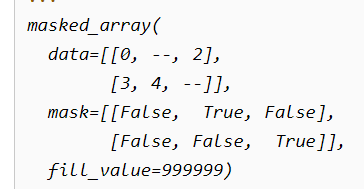 masked_array(
  data=[[0, --, 2],
        [3, 4, --]],
  mask=[[False,  True, False],
        [False, False,  True]],
  fill_value=999999)